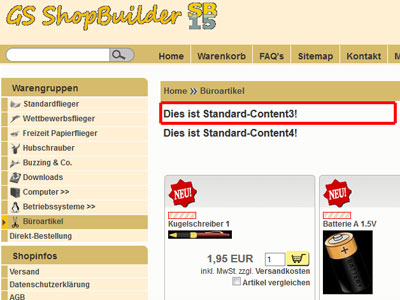 GS ShopBuilder SB 15
Home Warenkorb FAQ's Sitemap Kontakt
Warengruppen
Standardflieger
Wettbewerbsflieger
Freizeit Papierflieger
Hubschrauber
Buzzing & Co.
Downloads
Computer >>
Betriebssysteme >>
Büroartikel
Direkt-Bestellung
Shopinfos
Versand
Datenschutzerklärung
AGB
Home >> Büroartikel
Dies ist Standard-Content3!
Dies ist Standard-Content4!
NEU!
Kugelschreiber 1
1,95 EUR 1
inkl. MwSt. zzgl. Versandkosten
Artikel vergleichen
NEU!
Batterie A 1.5V